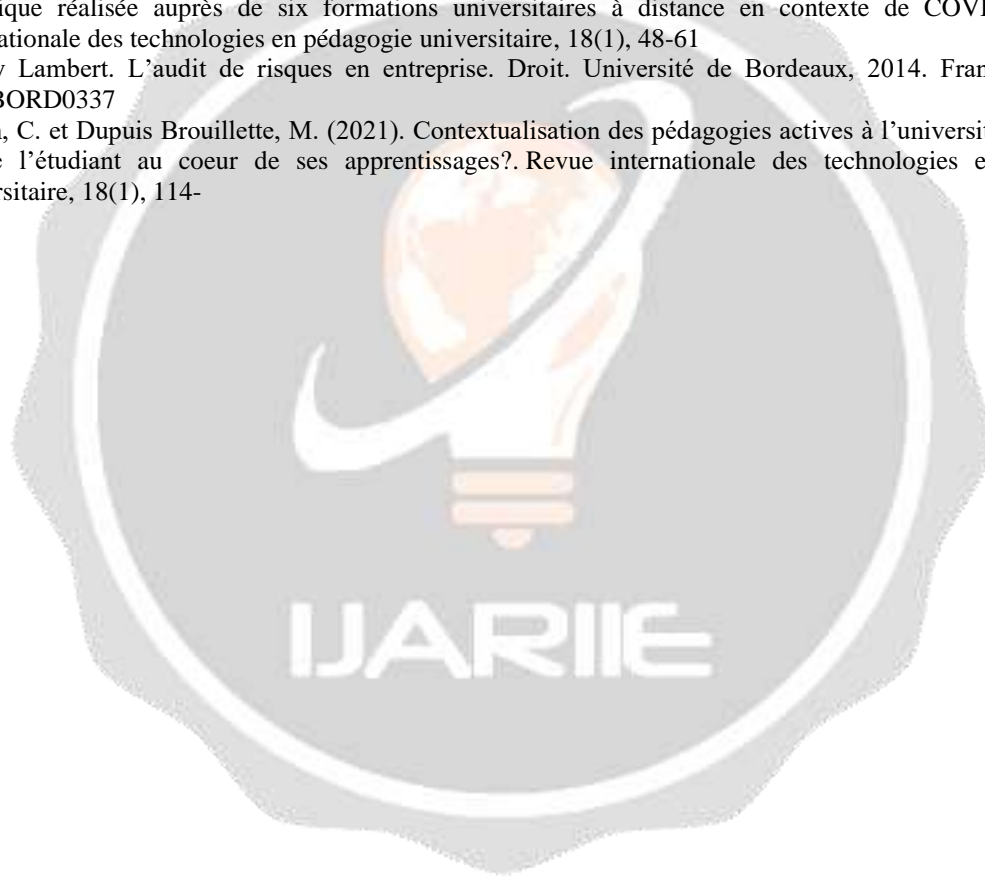 ique réalisée auprès de six formations universitaires à distance en contexte de COV
ationale des technologies en pédagogie universitaire, 18(1), 48-61
y Lambert. L’audit de risques en entreprise. Droit. Université de Bordeaux, 2014. Fran
BORD0337
, C. et Dupuis Brouillette, M. (2021). Contextualisation des pédagogies actives à l’universit
e l’étudiant au coeur de ses apprentissages?. Revue internationale des technologies e
rsitaire, 18(1), 114-
IJARIIE